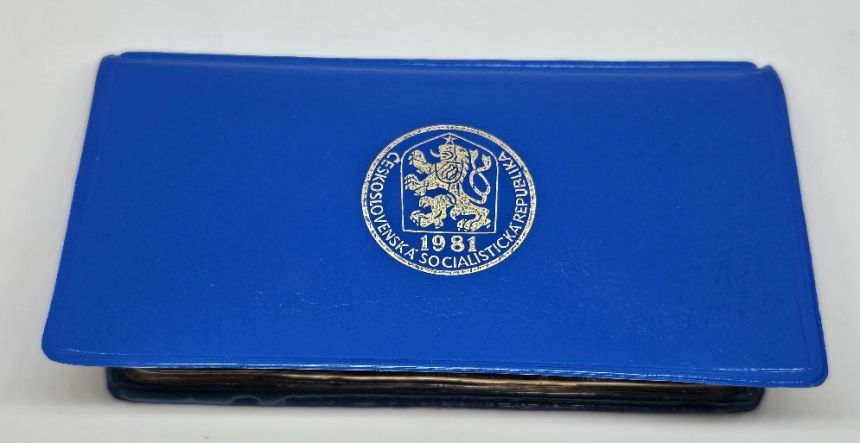 ČESKOSLOVENSKÁ SOCIALISTICKÁ REPUBLIKA
1981